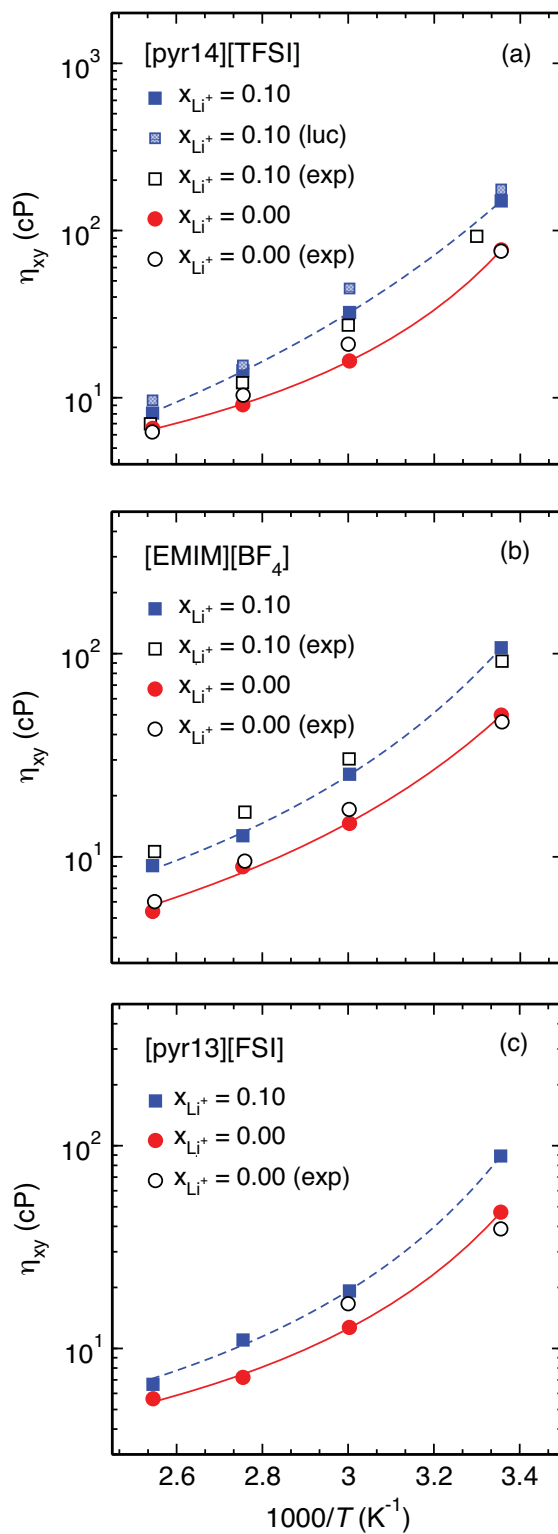 [pyr14][TFSI] (a)
x_Li⁺ = 0.10
x_Li⁺ = 0.10 (luc)
x_Li⁺ = 0.10 (exp)
x_Li⁺ = 0.00
x_Li⁺ = 0.00 (exp)
10³
10²
10¹
η_xy (cP)
[EMIM][BF₄] (b)
x_Li⁺ = 0.10
x_Li⁺ = 0.10 (exp)
x_Li⁺ = 0.00
x_Li⁺ = 0.00 (exp)
10²
10¹
η_xy (cP)
[pyr13][FSI] (c)
x_Li⁺ = 0.10
x_Li⁺ = 0.00
x_Li⁺ = 0.00 (exp)
10²
10¹
η_xy (cP)
2.6 2.8 3 3.2 3.4
1000/T (K⁻¹)